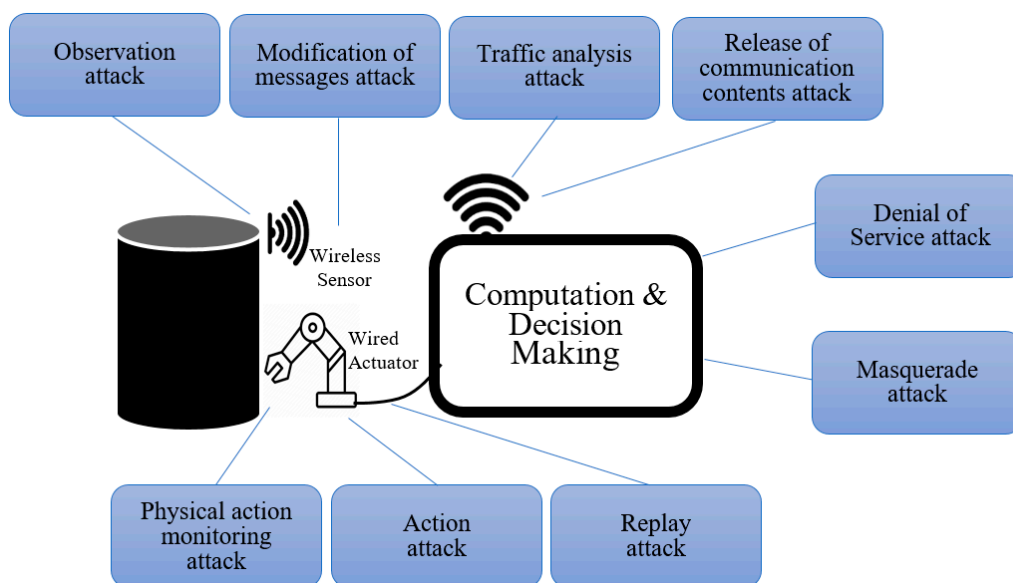 Observation
attack
Modification of
messages attack
Traffic analysis
attack
Release of
communication
contents attack
Denial of
Service attack
Wireless
Sensor
Computation &
Decision
Making
Wired
Actuator
Masquerade
attack
Physical action
monitoring
attack
Action
attack
Replay
attack